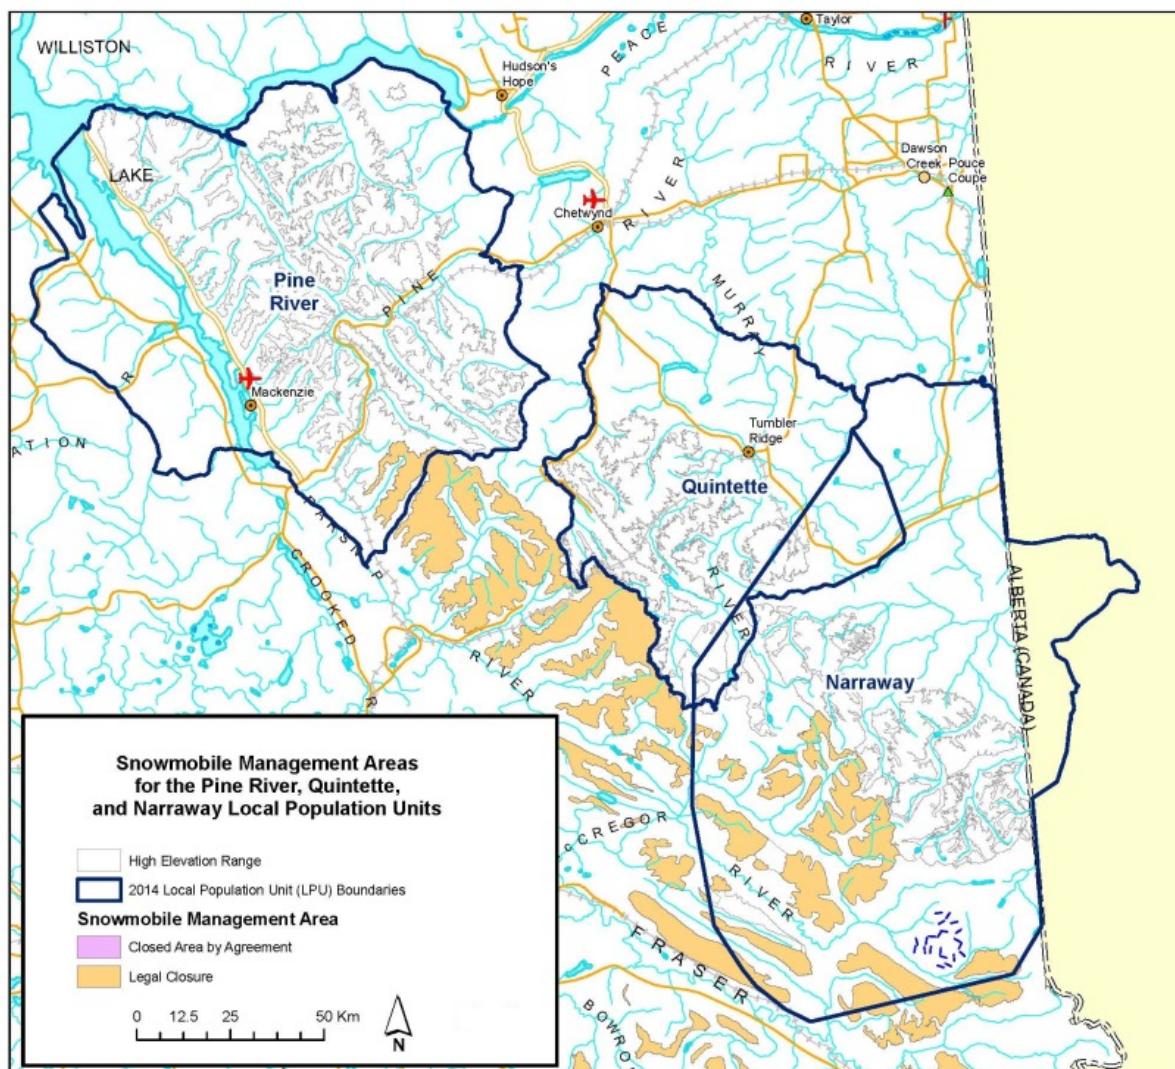 WILLISTON
LAKE
Hudson's
Hope
PEACE
RIVER
Taylor
Dawson
Creek
Pouce
Coupe
Chetwynd
RIVER
PINE
Pine
River
MURRAY
Mackenzie
R
ATION
Tumbler
Ridge
Quintette
PARSNIP
CROOKED
R
RIVER
RIVER
ALBERTA (CANADA)
Narraway
McCREGOR
RIVER
FRASER
BOWRO
Snowmobile Management Areas
for the Pine River, Quintette,
and Narraway Local Population Units
High Elevation Range
2014 Local Population Unit (LPU) Boundaries
Snowmobile Management Area
Closed Area by Agreement
Legal Closure
0 12.5 25 50 Km
N